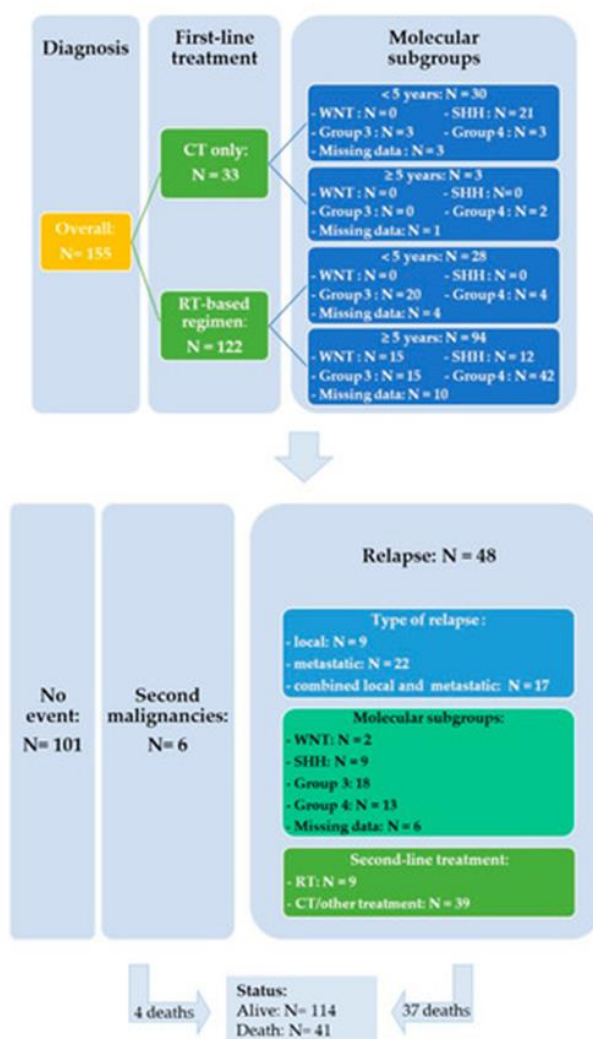 Diagnosis
First-line
treatment
Molecular
subgroups
Overall:
N= 155
CT only:
N = 33
RT-based
regimen:
N = 122
< 5 years: N = 30
- WNT : N = 0 - SHH : N = 21
- Group 3 : N = 3 - Group 4 : N = 3
- Missing data : N = 3
≥ 5 years: N = 3
- WNT : N = 0 - SHH : N= 0
- Group 3 : N = 0 - Group 4 : N = 2
- Missing data: N = 1
< 5 years: N = 28
- WNT : N = 0 - SHH : N = 0
- Group 3 : N = 20 - Group 4 : N = 4
- Missing data: N = 4
≥ 5 years: N = 94
- WNT : N = 15 - SHH : N = 12
- Group 3 : N = 15 - Group 4 : N = 42
- Missing data: N = 10
No
event:
N= 101
Second
malignancies:
N= 6
Relapse: N = 48
Type of relapse :
- local: N = 9
- metastatic: N = 22
- combined local and metastatic: N = 17
Molecular subgroups:
- WNT: N = 2
- SHH: N = 9
- Group 3: 18
- Group 4: N = 13
- Missing data: N = 6
Second-line treatment:
- RT: N = 9
- CT/other treatment: N = 39
4 deaths
Status:
Alive: N= 114
Death: N= 41
37 deaths